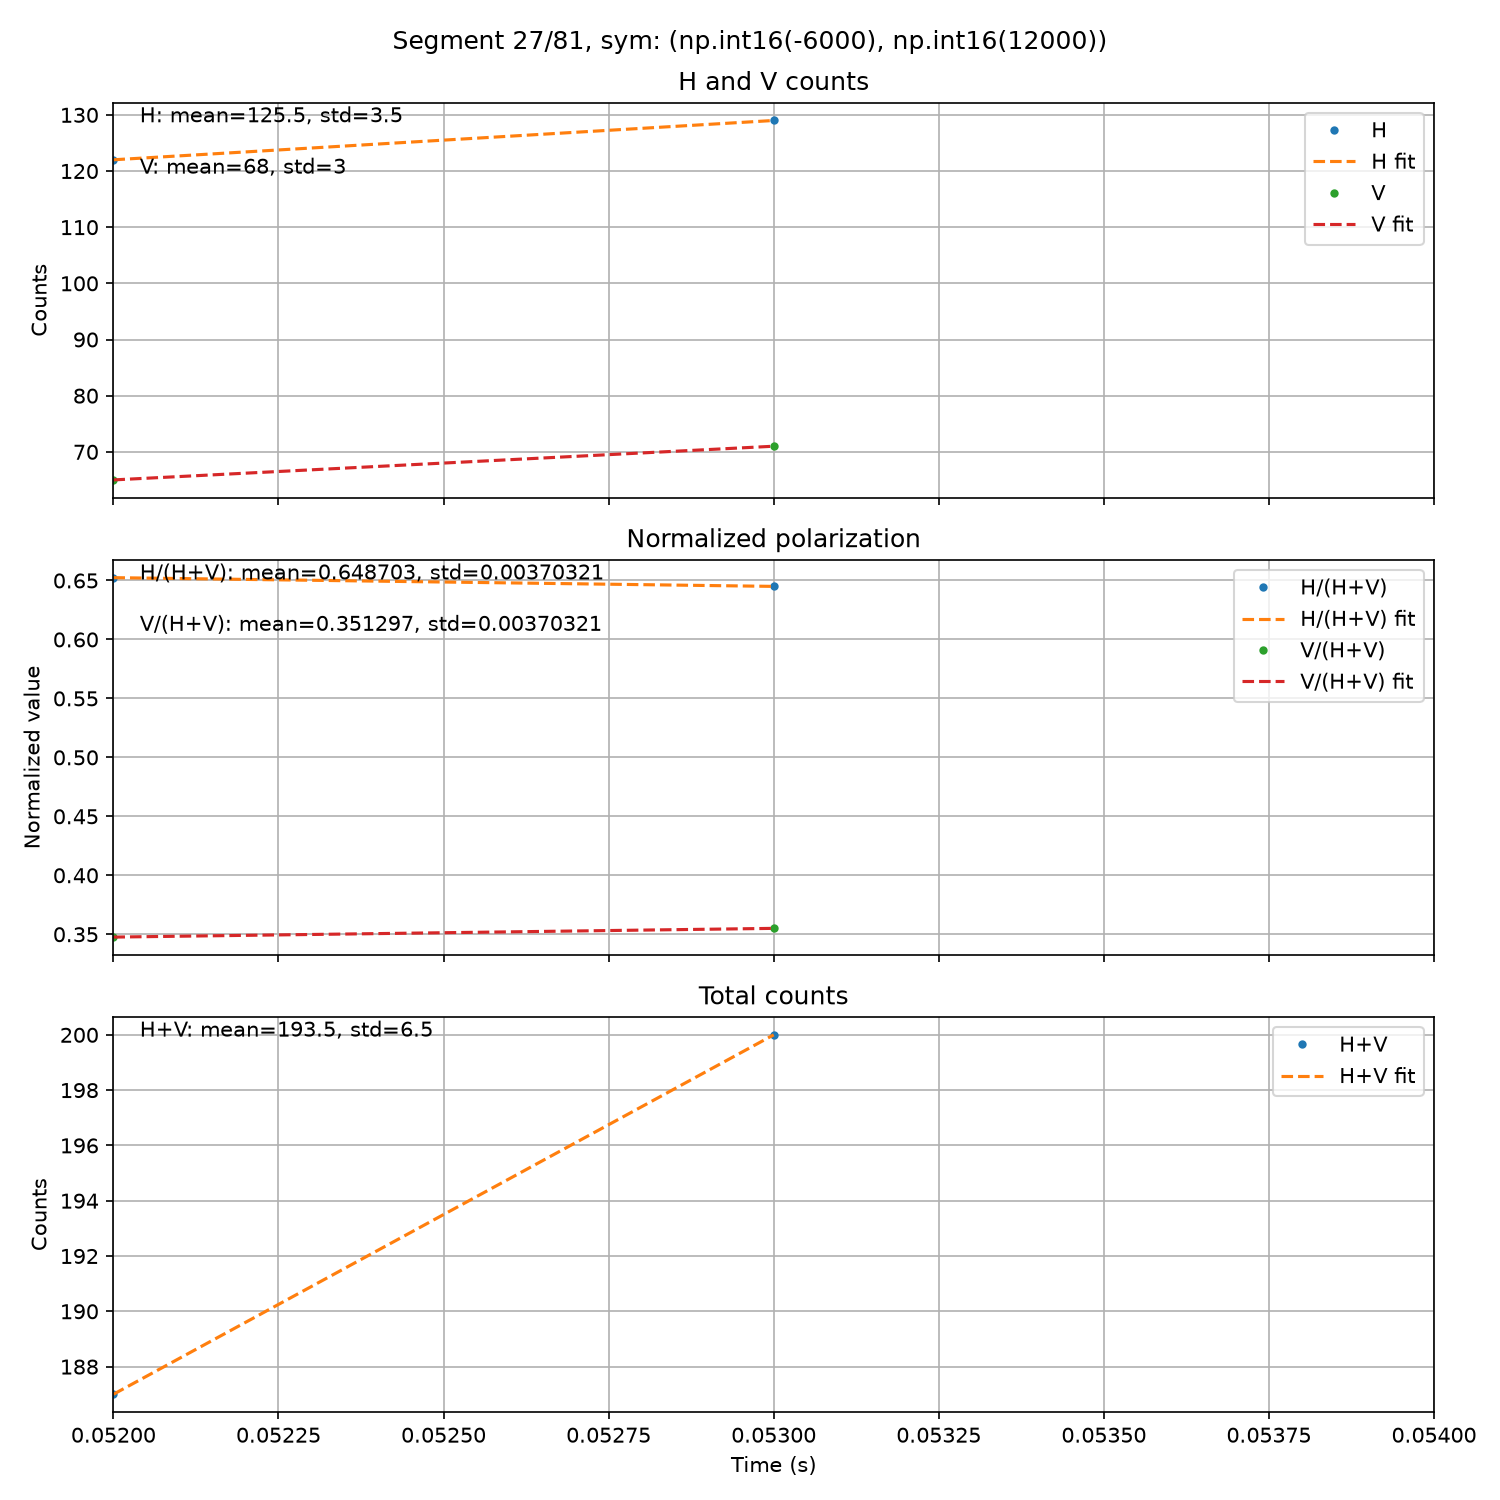 Segment 27/81, sym: (np.int16(-6000), np.int16(12000))
H and V counts
130
120
110
100
90
80
70
Counts
H: mean=125.5, std=3.5
V: mean=68, std=3
H
H fit
V
V fit
Normalized polarization
0.65
0.60
0.55
0.50
0.45
0.40
0.35
Normalized value
H/(H+V): mean=0.648703, std=0.00370321
V/(H+V): mean=0.351297, std=0.00370321
H/(H+V)
H/(H+V) fit
V/(H+V)
V/(H+V) fit
Total counts
200
198
196
194
192
190
188
Counts
H+V: mean=193.5, std=6.5
H+V
H+V fit
0.05200 0.05225 0.05250 0.05275 0.05300 0.05325 0.05350 0.05375 0.05400
Time (s)